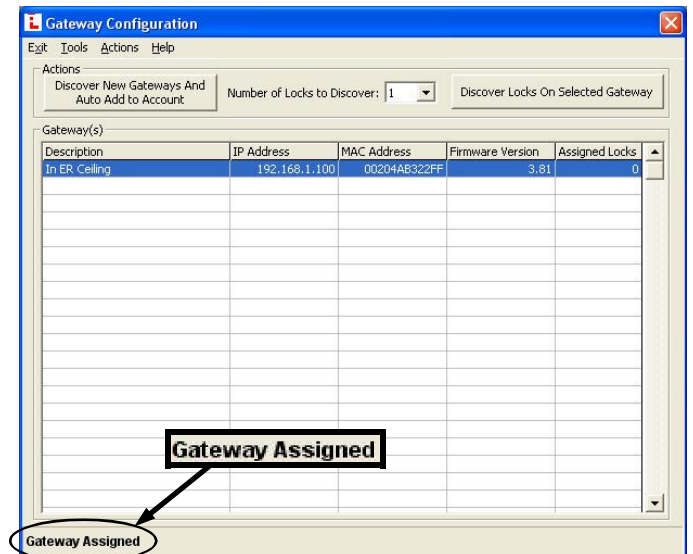 Gateway Configuration
Exit Tools Actions Help
Actions
Discover New Gateways And
Auto Add to Account
Number of Locks to Discover: 1
Discover Locks On Selected Gateway
Gateway(s)
Description IP Address MAC Address Firmware Version Assigned Locks
In ER Ceiling 192.168.1.100 00204AB322FF 3.81 0
Gateway Assigned
Gateway Assigned